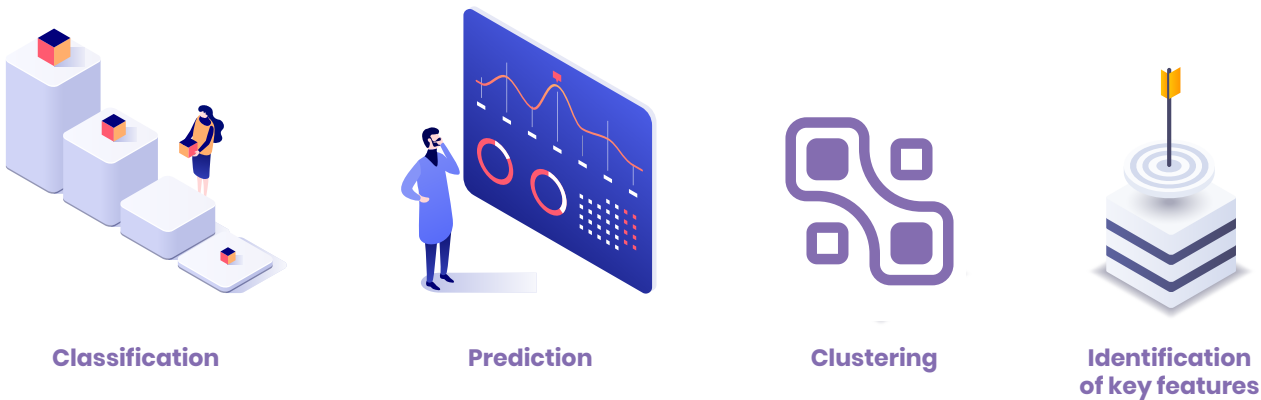 Classification
Prediction
Clustering
Identification
of key features